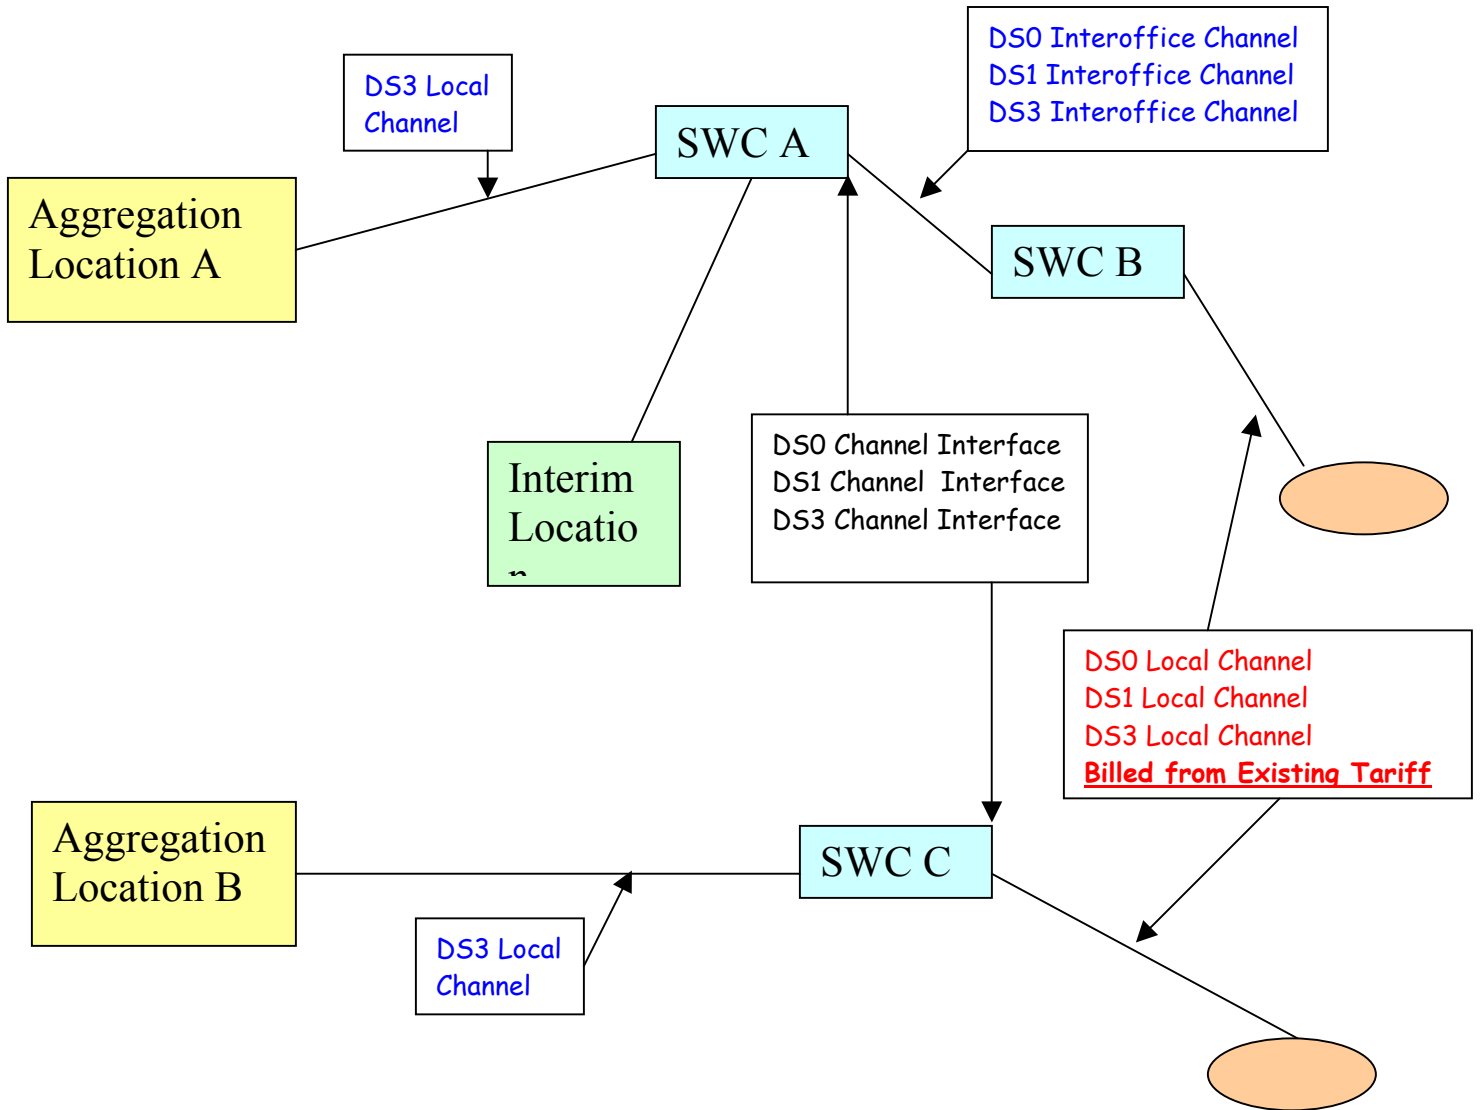 DS0 Interoffice Channel
DS1 Interoffice Channel
DS3 Interoffice Channel
DS3 Local
Channel
SWC A
Aggregation
Location A
SWC B
DS0 Channel Interface
DS1 Channel  Interface
DS3 Channel Interface
Interim
Locatio
n
DS0 Local Channel
DS1 Local Channel
DS3 Local Channel
Billed from Existing Tariff
Aggregation
Location B
SWC C
DS3 Local
Channel